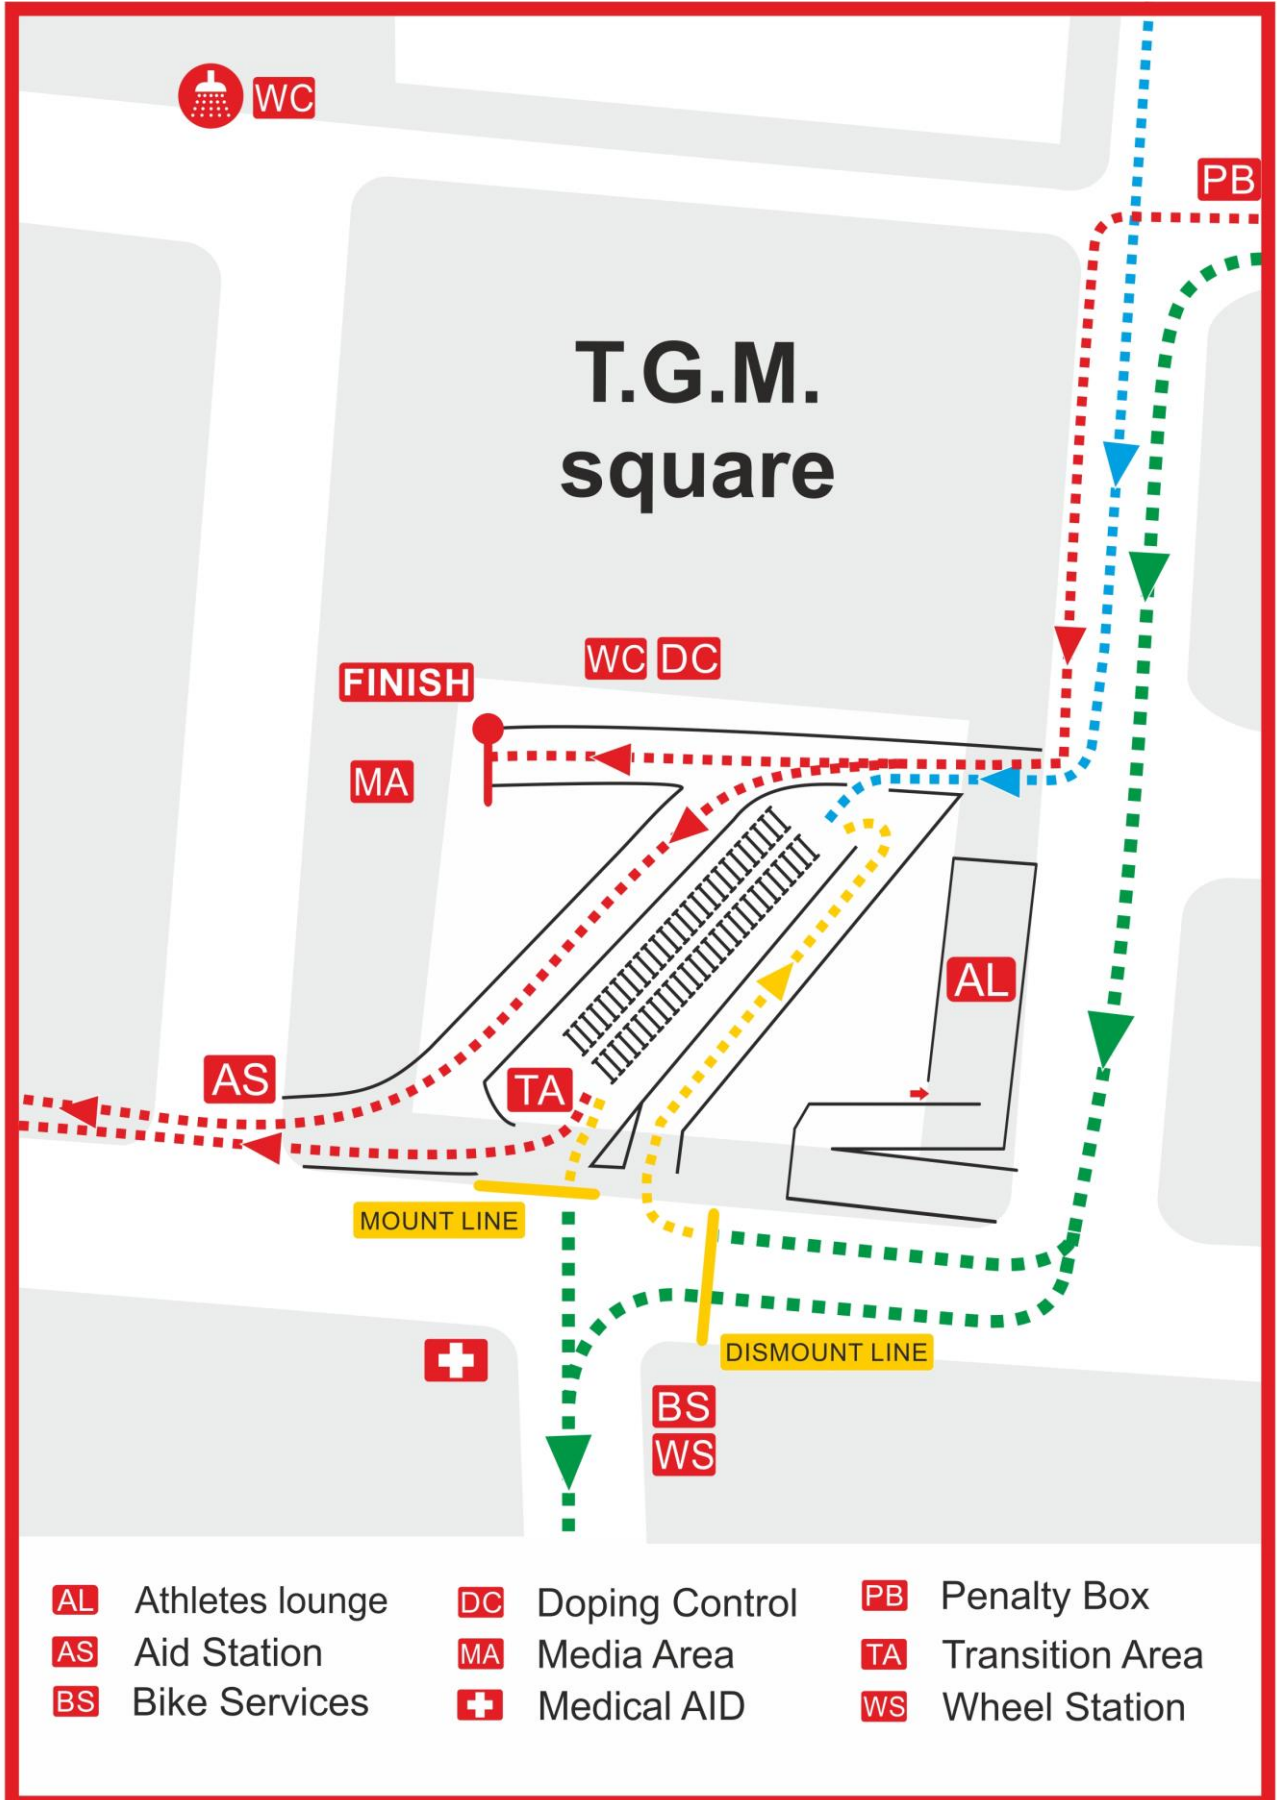 WC
PB
T.G.M.
square
WC DC
FINISH
MA
AL
AS
TA
MOUNT LINE
DISMOUNT LINE
BS
WS
AL Athletes lounge
AS Aid Station
BS Bike Services
DC Doping Control
MA Media Area
Medical AID
PB Penalty Box
TA Transition Area
WS Wheel Station